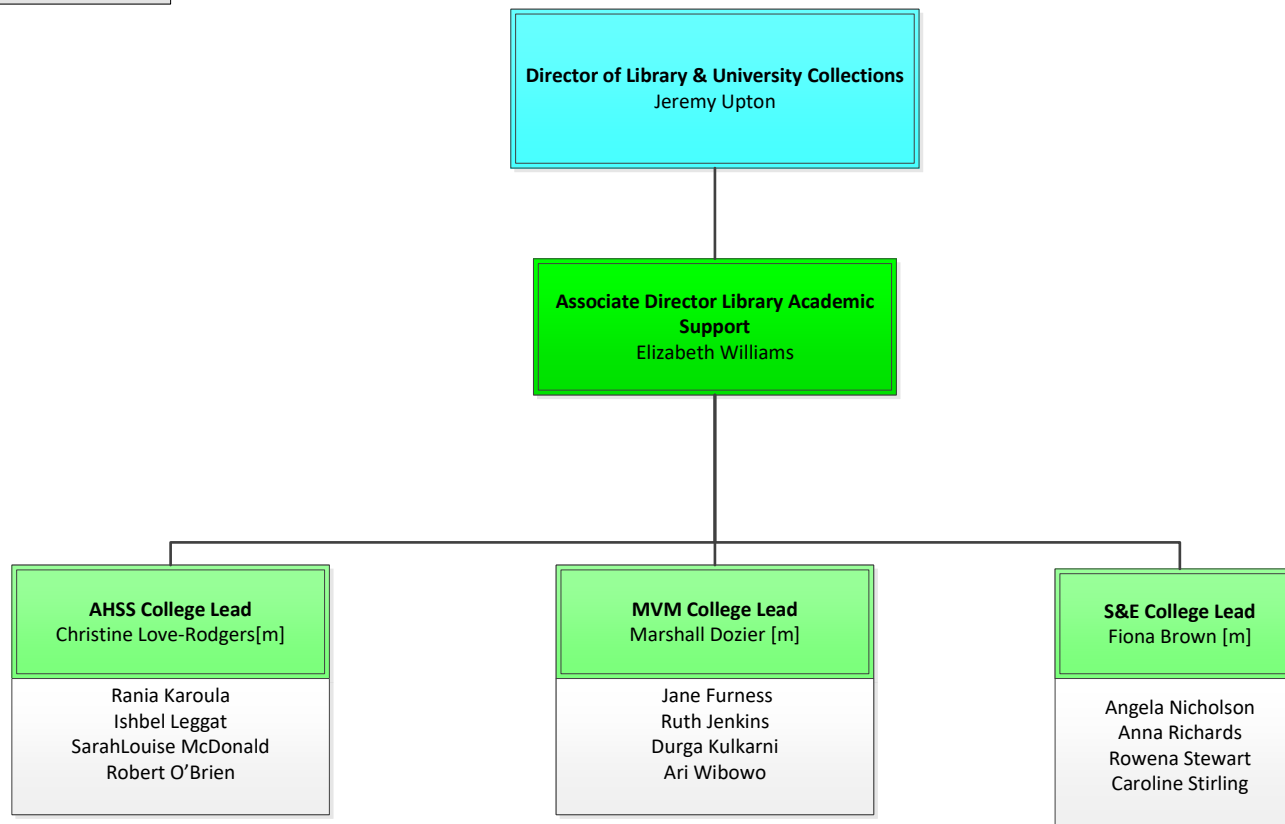 Director of Library & University Collections
Jeremy Upton
Associate Director Library Academic
Support
Elizabeth Williams
AHSS College Lead
Christine Love-Rodgers[m]
Rania Karoula
Ishbel Leggat
SarahLouise McDonald
Robert O’Brien
MVM College Lead
Marshall Dozier [m]
Jane Furness
Ruth Jenkins
Durga Kulkarni
Ari Wibowo
S&E College Lead
Fiona Brown [m]
Angela Nicholson
Anna Richards
Rowena Stewart
Caroline Stirling